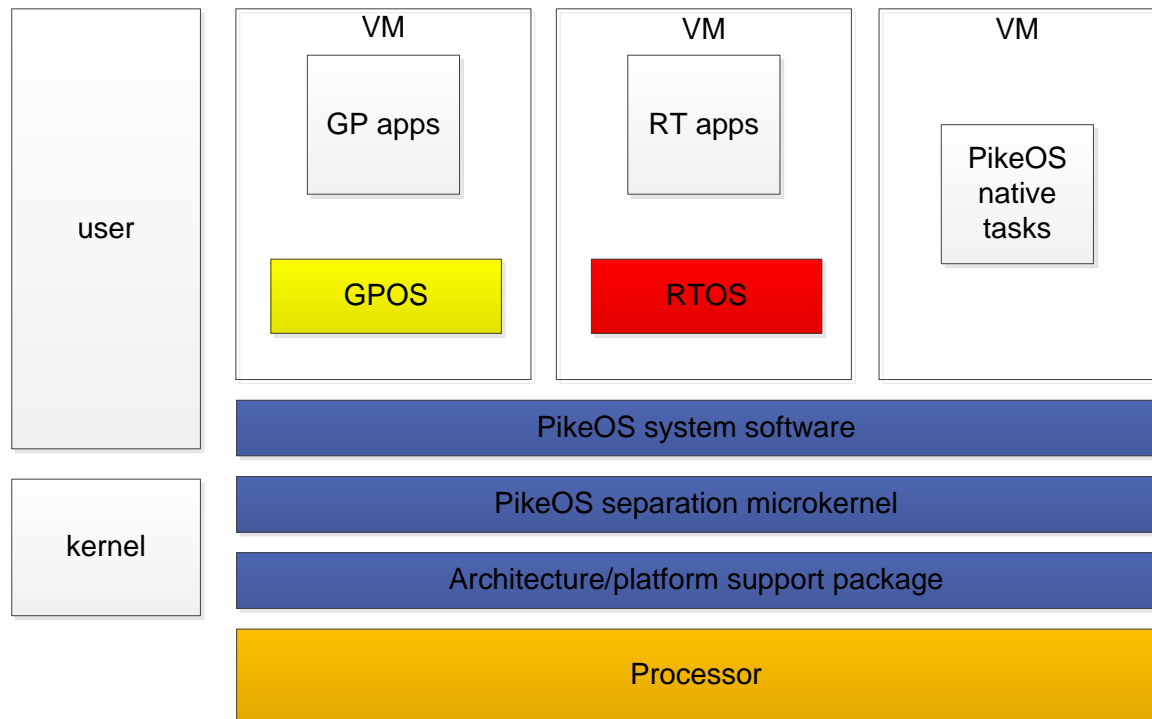 VM
VM
VM
GP apps
RT apps
PikeOS
native
tasks
user
GPOS
RTOS
PikeOS system software
PikeOS separation microkernel
kernel
Architecture/platform support package
Processor